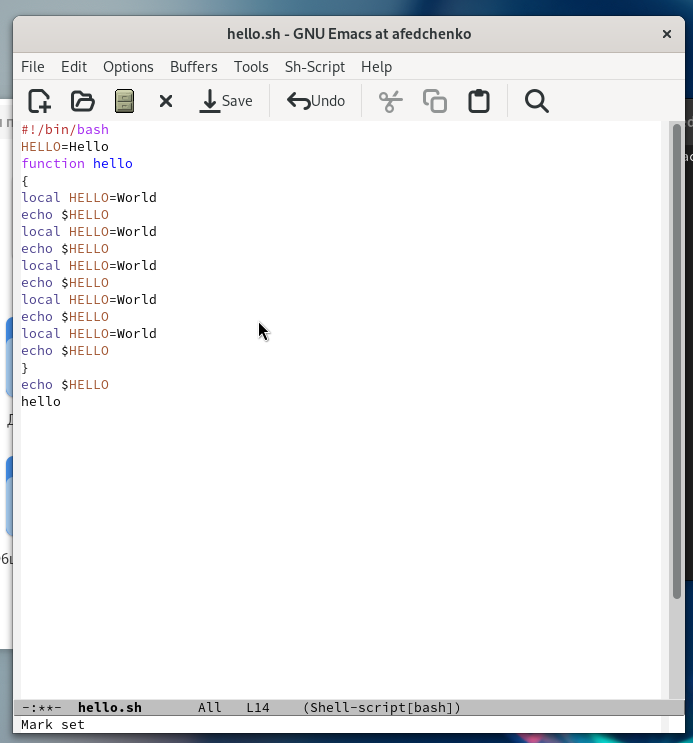 hello.sh - GNU Emacs at afedchenko
File Edit Options Buffers Tools Sh-Script Help
Save Undo
#!/bin/bash
HELLO=Hello
function hello
{
local HELLO=World
echo $HELLO
local HELLO=World
echo $HELLO
local HELLO=World
echo $HELLO
local HELLO=World
echo $HELLO
local HELLO=World
echo $HELLO
}
echo $HELLO
hello
-:**- hello.sh All L14 (Shell-script[bash])
Mark set